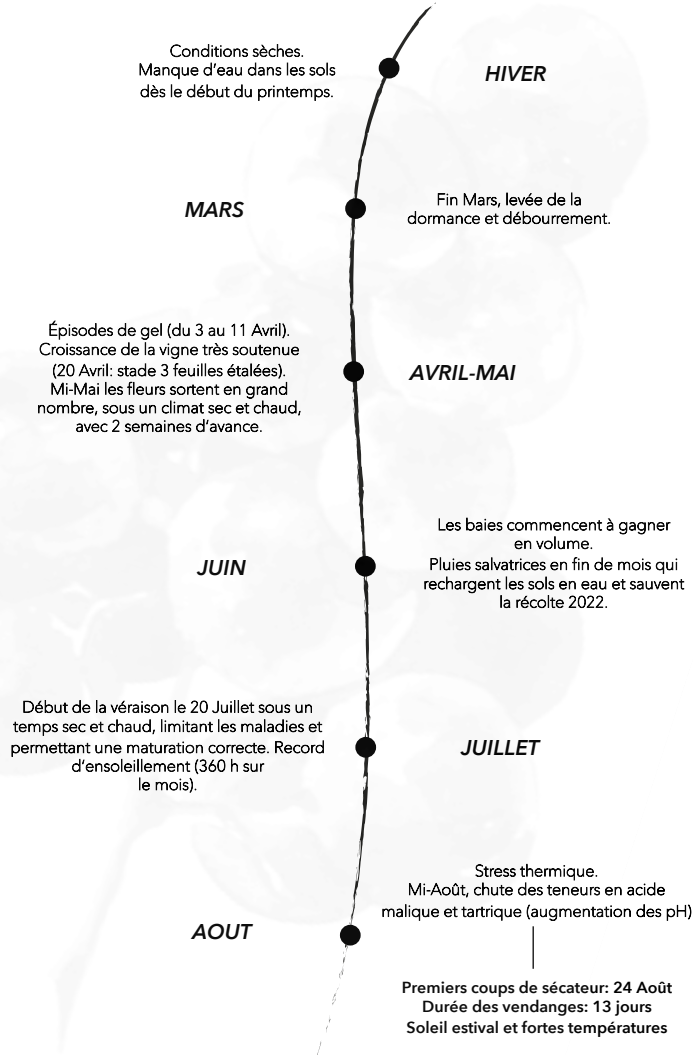 Conditions sèches.
Manque d'eau dans les sols
dès le début du printemps.
HIVER
MARS
Fin Mars, levée de la
dormance et débourrement.
Épisodes de gel (du 3 au 11 Avril).
Croissance de la vigne très soutenue
(20 Avril: stade 3 feuilles étalées).
Mi-Mai les fleurs sortent en grand
nombre, sous un climat sec et chaud,
avec 2 semaines d'avance.
AVRIL-MAI
JUIN
Les baies commencent à gagner
en volume.
Pluies salvatrices en fin de mois qui
rechargent les sols en eau et sauvent
la récolte 2022.
Début de la véraison le 20 Juillet sous un
temps sec et chaud, limitant les maladies et
permettant une maturation correcte. Record
d'ensoleillement (360 h sur
le mois).
JUILLET
AOUT
Stress thermique.
Mi-Août, chute des teneurs en acide
malique et tartrique (augmentation des pH)
Premiers coups de sécateur: 24 Août
Durée des vendanges: 13 jours
Soleil estival et fortes températures